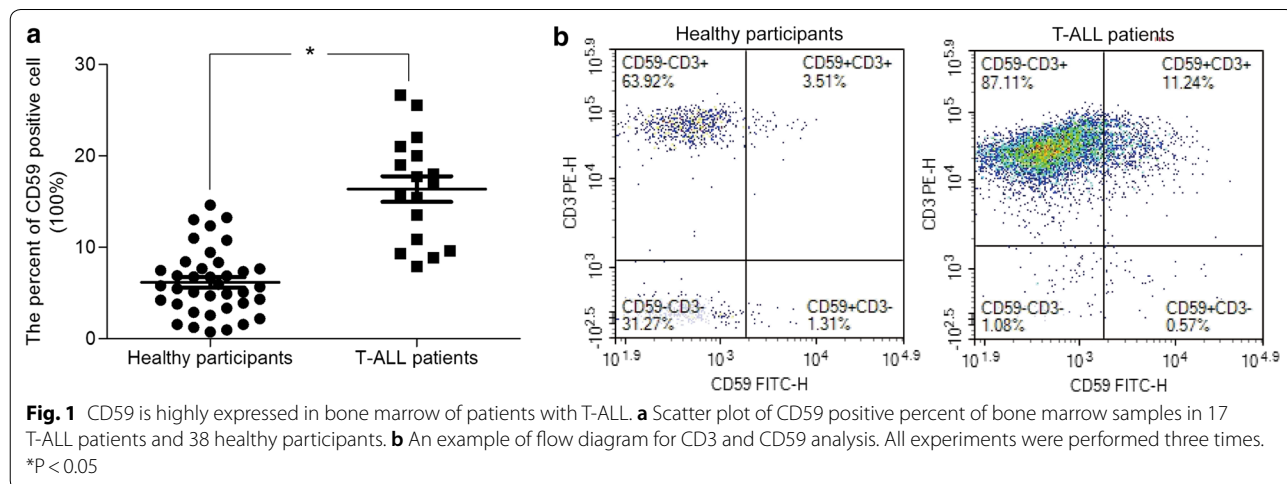 a
*
30
20
10
0
The percent of CD59 positive cell
(100%)
Healthy participants
T-ALL patients
b
Healthy participants
CD59-CD3+
63.92%
CD59+CD3+
3.51%
CD59-CD3-
31.27%
CD59+CD3-
1.31%
10^5.9
10^5
10^4
10^3
-10^2.5
CD3 PE-H
10^1.9
10^3
10^4
10^4.9
CD59 FITC-H
T-ALL patients
CD59-CD3+
87.11%
CD59+CD3+
11.24%
CD59-CD3-
1.08%
CD59+CD3-
0.57%
10^5.9
10^5
10^4
10^3
-10^2.5
CD3 PE-H
10^1.9
10^3
10^4
10^4.9
CD59 FITC-H
Fig. 1 CD59 is highly expressed in bone marrow of patients with T-ALL. a Scatter plot of CD59 positive percent of bone marrow samples in 17
T-ALL patients and 38 healthy participants. b An example of flow diagram for CD3 and CD59 analysis. All experiments were performed three times.
*P < 0.05